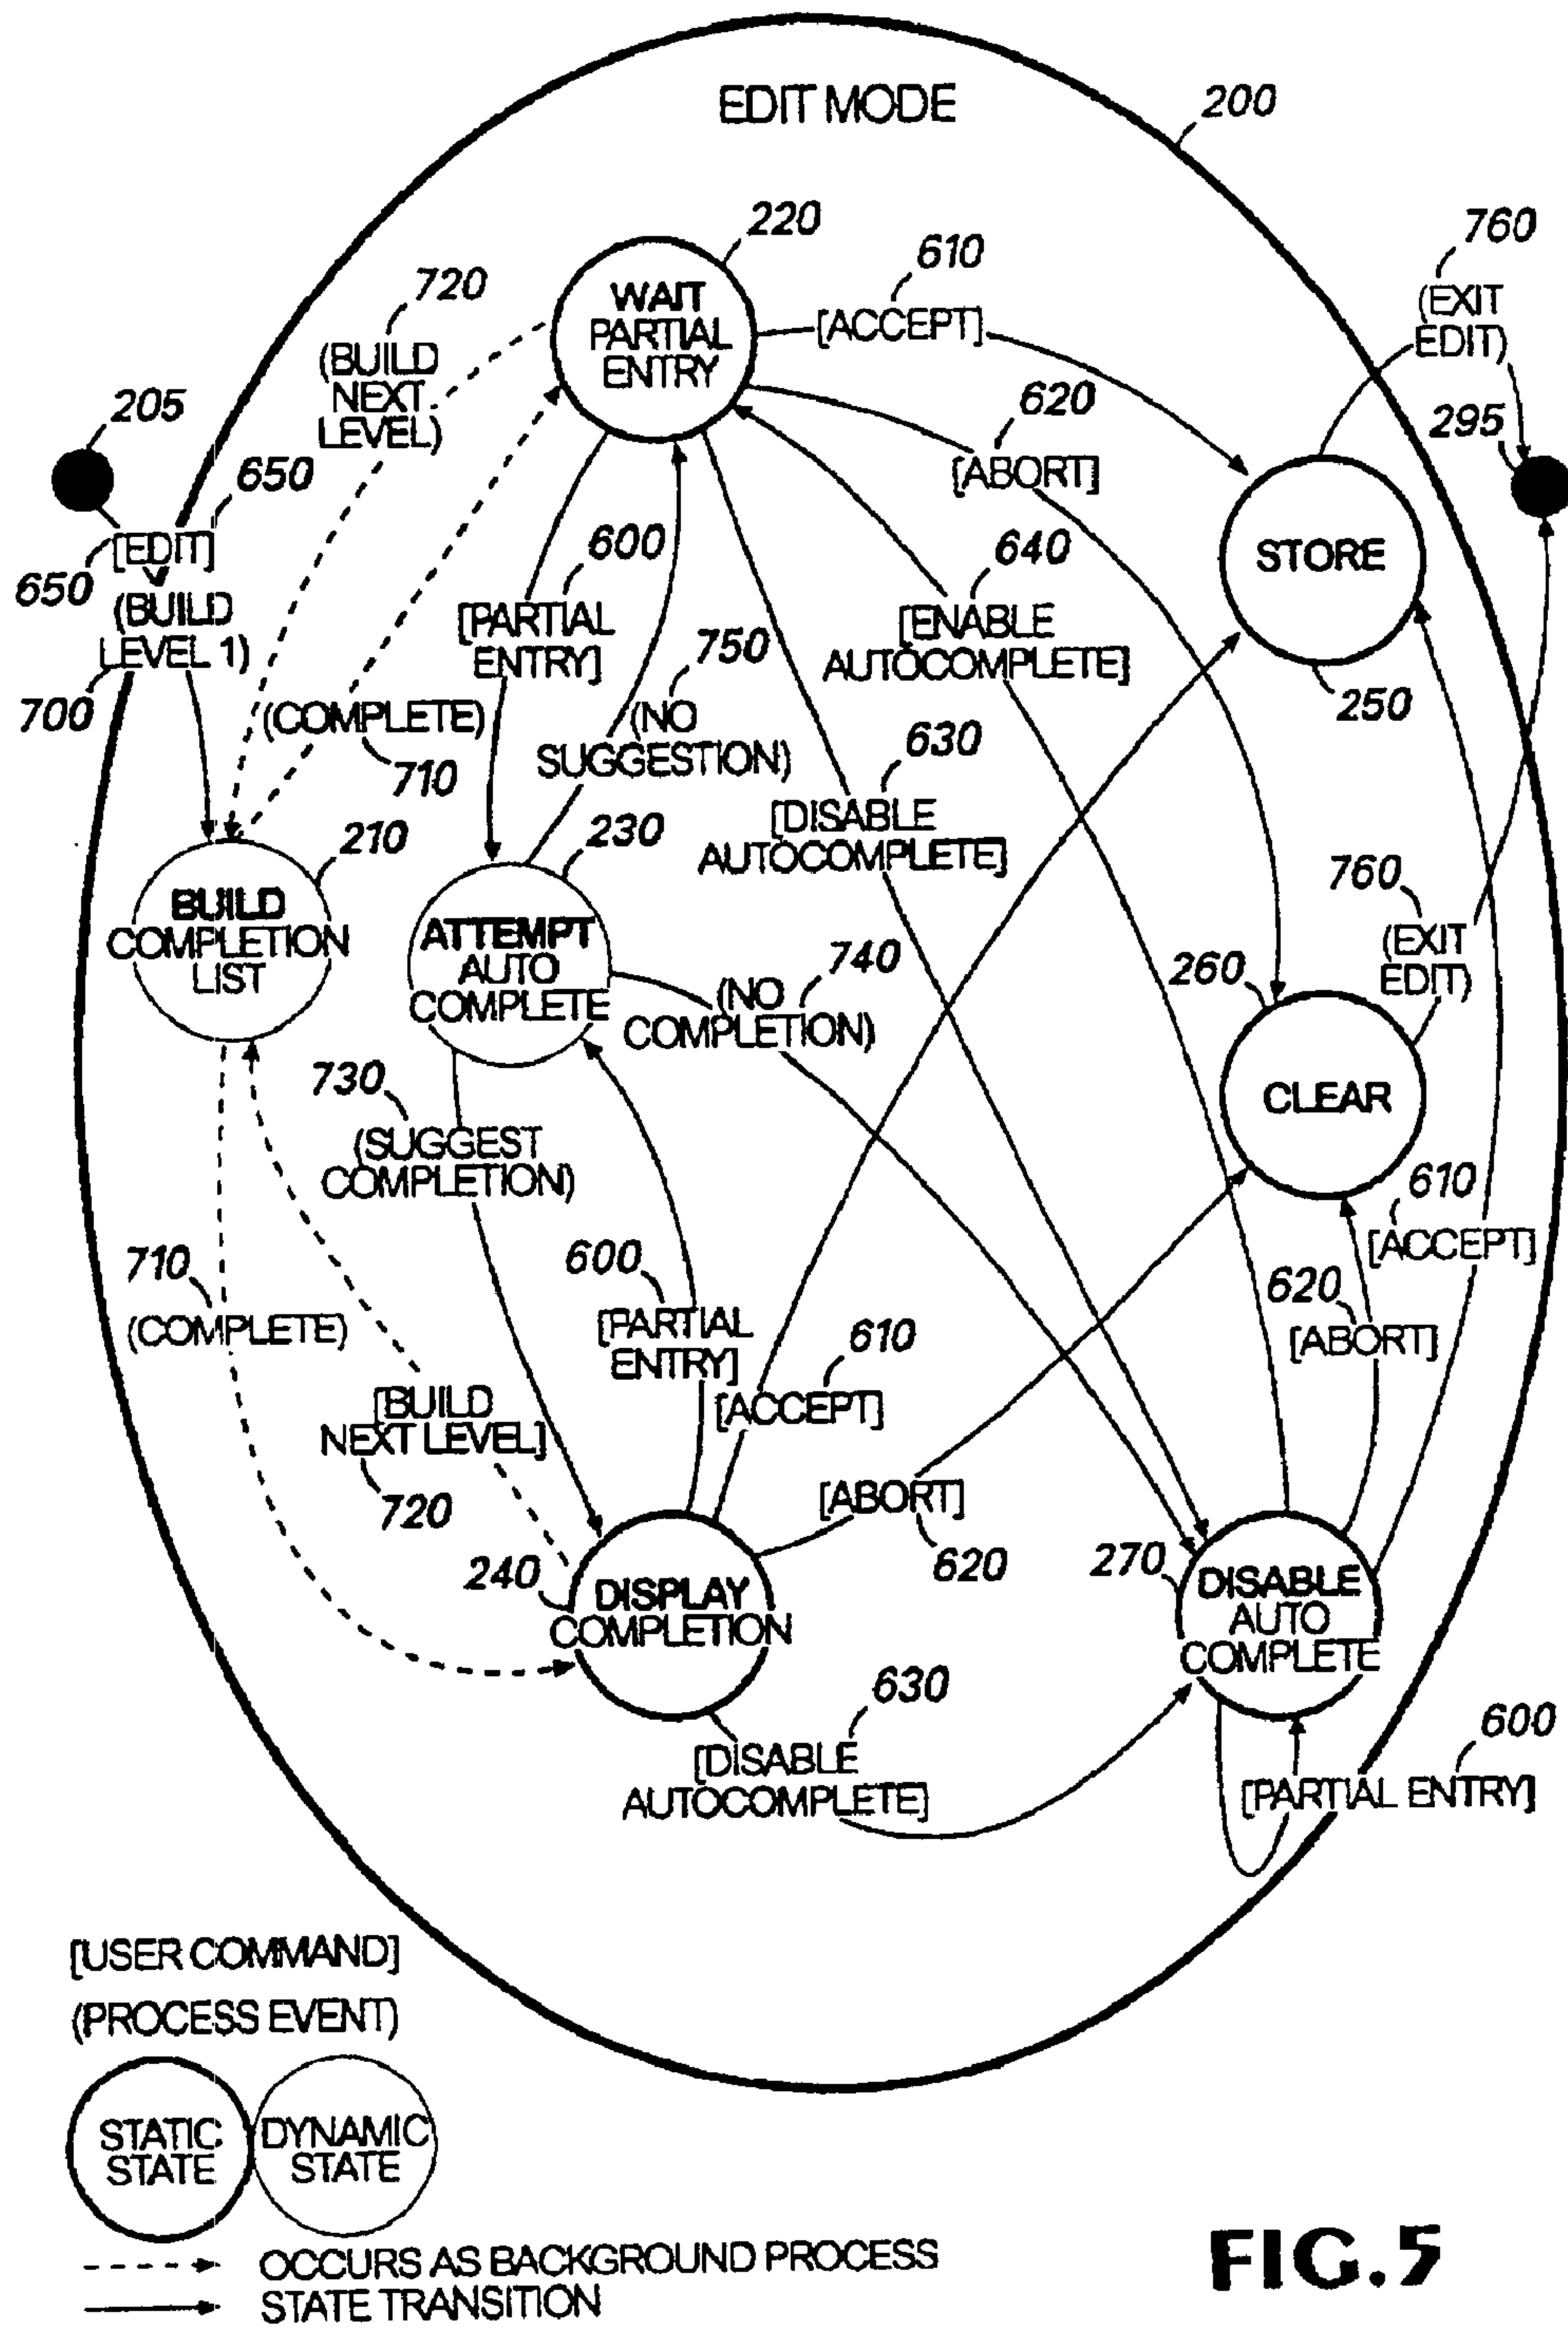 EDIT MODE
200
220
610
760
720
WAIT
PARTIAL
ENTRY
[ACCEPT]
(EXIT
EDIT)
(BUILD
NEXT
LEVEL)
205
620
295
650
[ABORT]
[EDIT]
650
600
640
STORE
(BUILD
LEVEL 1)
[PARTIAL
ENTRY]
750
[ENABLE
AUTOCOMPLETE]
700
(COMPLETE)
(NO
SUGGESTION)
250
710
630
[DISABLE
AUTOCOMPLETE]
210
230
760
BUILD
COMPLETION
LIST
ATTEMPT
AUTO
COMPLETE
740
(NO
COMPLETION)
260
(EXIT
EDIT)
730
CLEAR
(SUGGEST
COMPLETION)
610
[ACCEPT]
710
(COMPLETE)
600
[PARTIAL
ENTRY]
610
620
[ABORT]
[BUILD
NEXT LEVEL]
[ACCEPT]
720
[ABORT]
620
240
270
DISPLAY
COMPLETION
DISABLE
AUTO
COMPLETE
630
[DISABLE
AUTOCOMPLETE]
600
[PARTIAL ENTRY]
[USER COMMAND]
(PROCESS EVENT)
STATIC
STATE
DYNAMIC
STATE
OCCURS AS BACKGROUND PROCESS
STATE TRANSITION
FIG.5